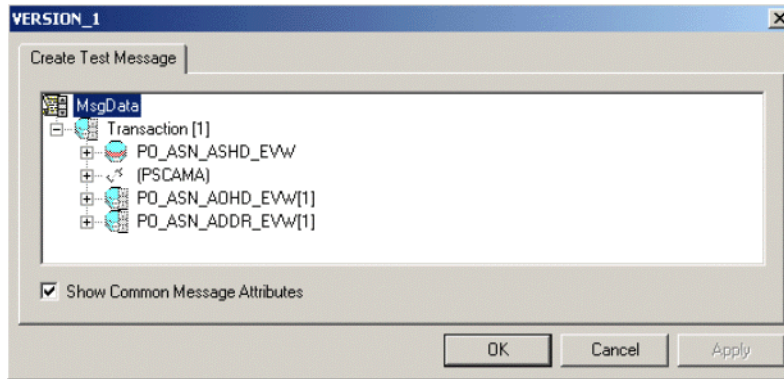 VERSION_1
Create Test Message
MsgData
Transaction [1]
PO_ASN_ASHD_EVW
(PSCAMA)
PO_ASN_AOHD_EVW[1]
PO_ASN_ADDR_EVW[1]
Show Common Message Attributes
OK Cancel Apply